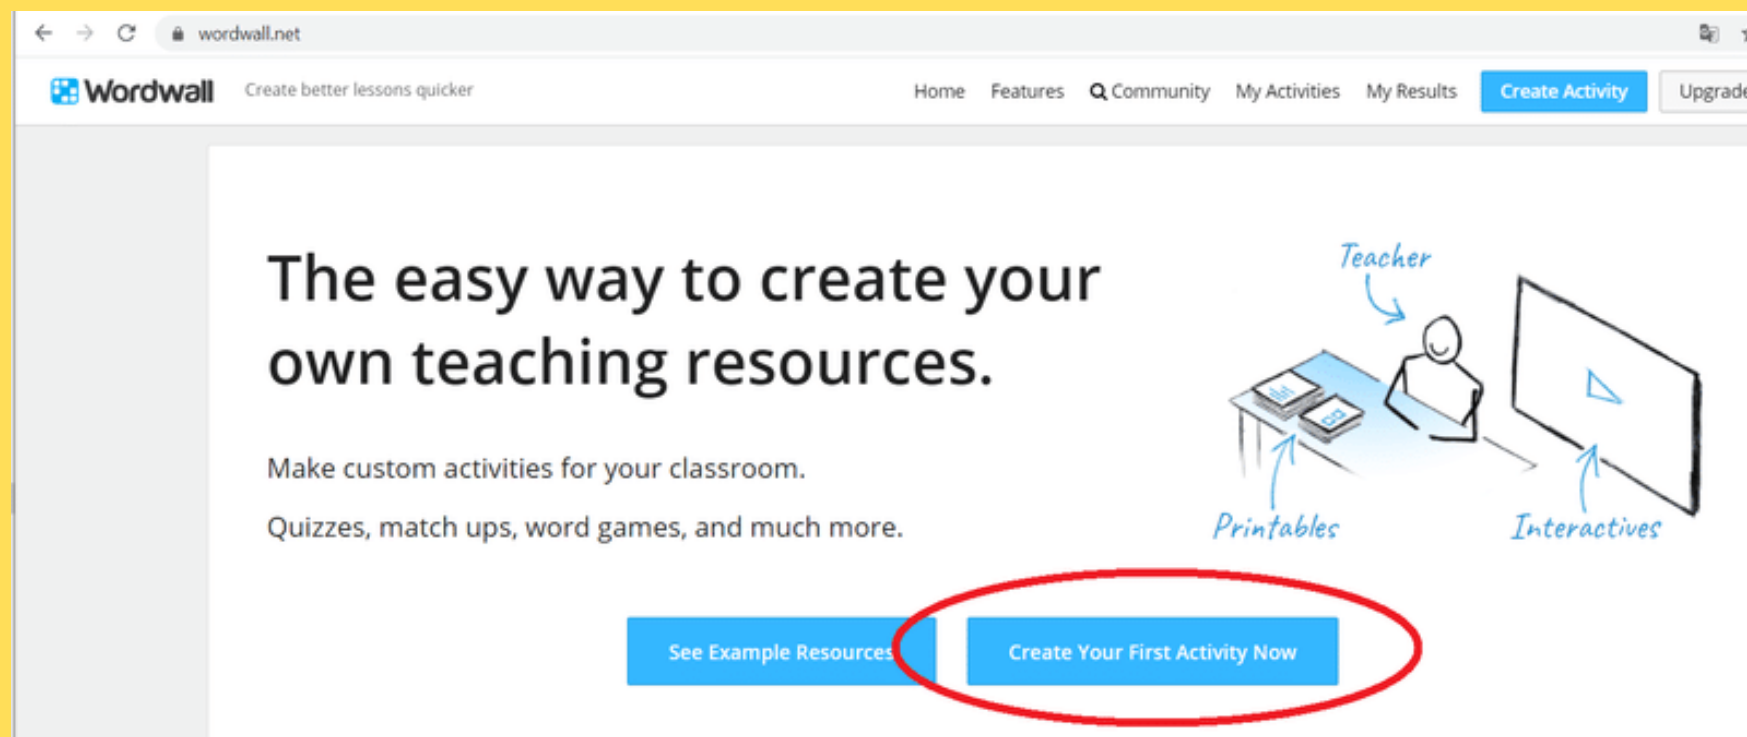 wordwall.net
Wordwall Create better lessons quicker Home Features Community My Activities My Results Create Activity Upgrade
The easy way to create your
own teaching resources.
Make custom activities for your classroom.
Quizzes, match ups, word games, and much more.
Teacher
Printables Interactives
See Example Resources Create Your First Activity Now